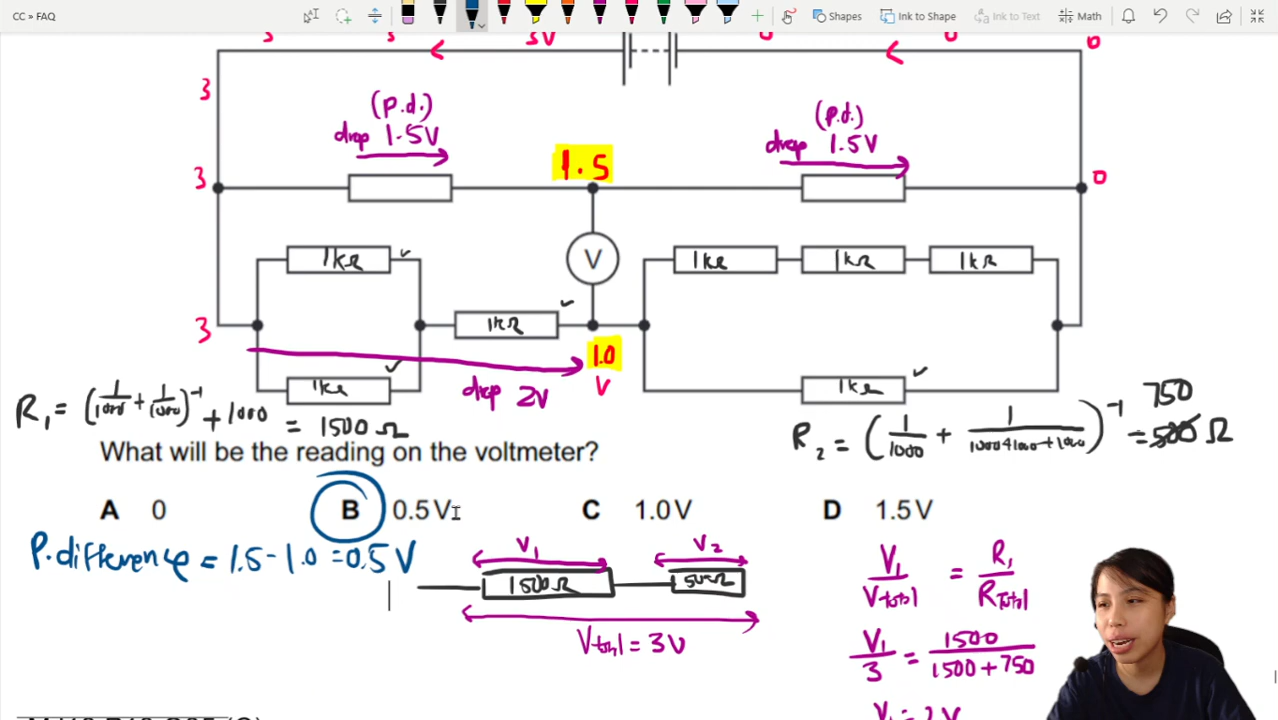 CC » FAQ
Shapes
Ink to Shape
Ink to Text
Math
3V
3
(p.d.)
drop 1.5V
(p.d.)
drop 1.5V
3
1.5
0
1kΩ
V
1kΩ
1kΩ
1kΩ
3
1kΩ
1.0
V
1kΩ
drop 2V
1kΩ
R₁ = (1/1000 + 1/1000)⁻¹ + 1000 = 1500 Ω
R₂ = (1/1000 + 1/1000+1000+1000)⁻¹ = 500 750 Ω
What will be the reading on the voltmeter?
A 0 B 0.5 V C 1.0 V D 1.5 V
P. difference = 1.5 - 1.0 = 0.5 V
V₁ V₂
1500Ω 500Ω
Vtotal = 3V
V₁/Vtotal = R₁/RTotal
V₁/3 = 1500/1500+750